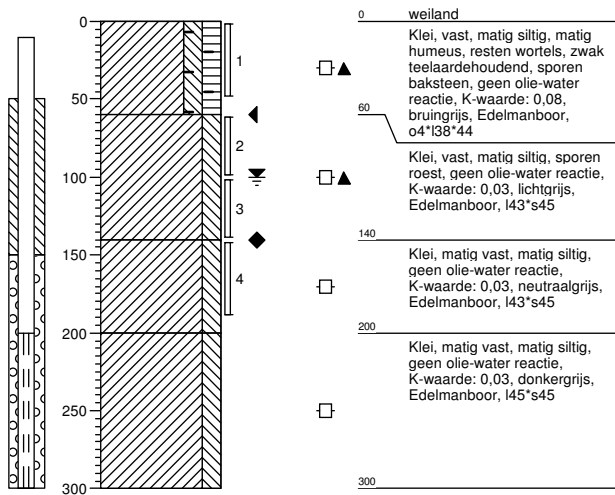 0
50
100
150
200
250
300
1
2
3
4
0
weiland
Klei, vast, matig siltig, matig
humeus, resten wortels, zwak
teelaardehoudend, sporen
baksteen, geen olie-water
reactie, K-waarde: 0,08,
bruingrijs, Edelmanboor,
o4*l38*44
60
Klei, vast, matig siltig, sporen
roest, geen olie-water reactie,
K-waarde: 0,03, lichtgrijs,
Edelmanboor, l43*s45
140
Klei, matig vast, matig siltig,
geen olie-water reactie,
K-waarde: 0,03, neutraalgrijs,
Edelmanboor, l43*s45
200
Klei, matig vast, matig siltig,
geen olie-water reactie,
K-waarde: 0,03, donkergrijs,
Edelmanboor, l45*s45
300